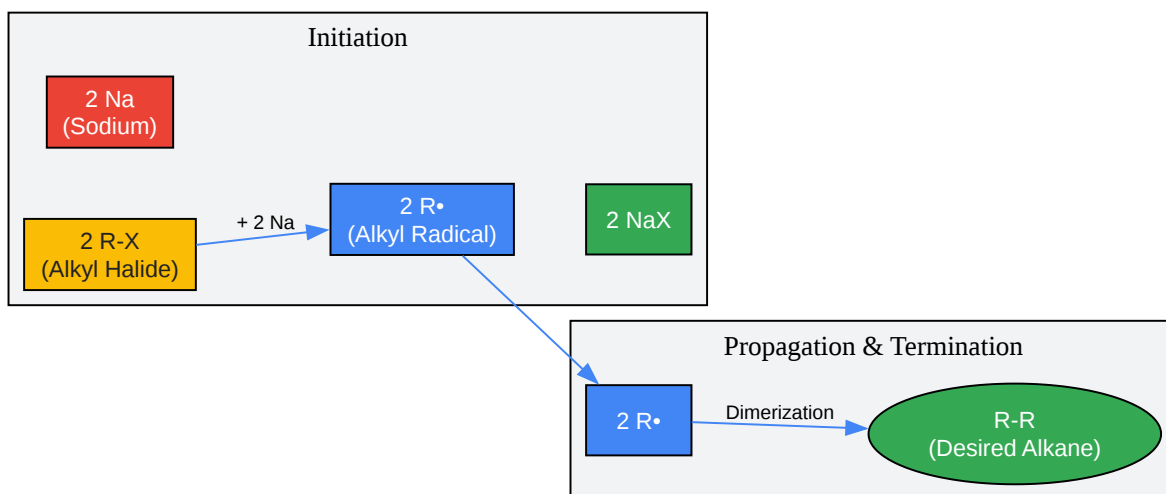 Initiation
2 Na
(Sodium)
2 R-X
(Alkyl Halide)
+ 2 Na
2 R•
(Alkyl Radical)
2 NaX
Propagation & Termination
2 R•
Dimerization
R-R
(Desired Alkane)